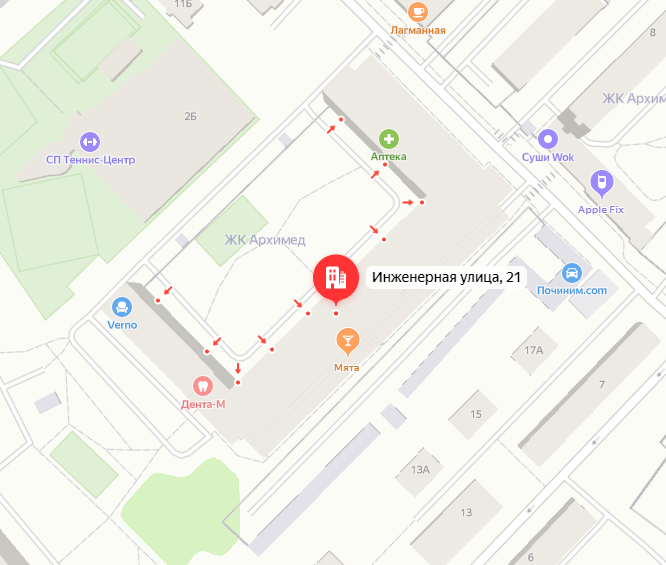 11Б
Лагманная
8
ЖК Архим
2Б
СП Теннис-Центр
Аптека
Суши Wok
Apple Fix
ЖК Архимед
Инженерная улица, 21
Починим.com
Verno
Мята
17А
7
Дента-М
15
13А
13
6